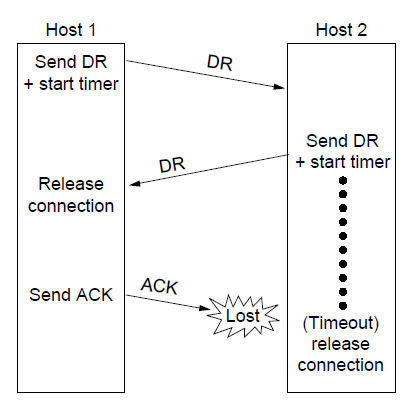 Host 1
Host 2
Send DR
+ start timer
DR
Send DR
+ start timer
DR
Release
connection
Send ACK
ACK
Lost
(Timeout)
release
connection